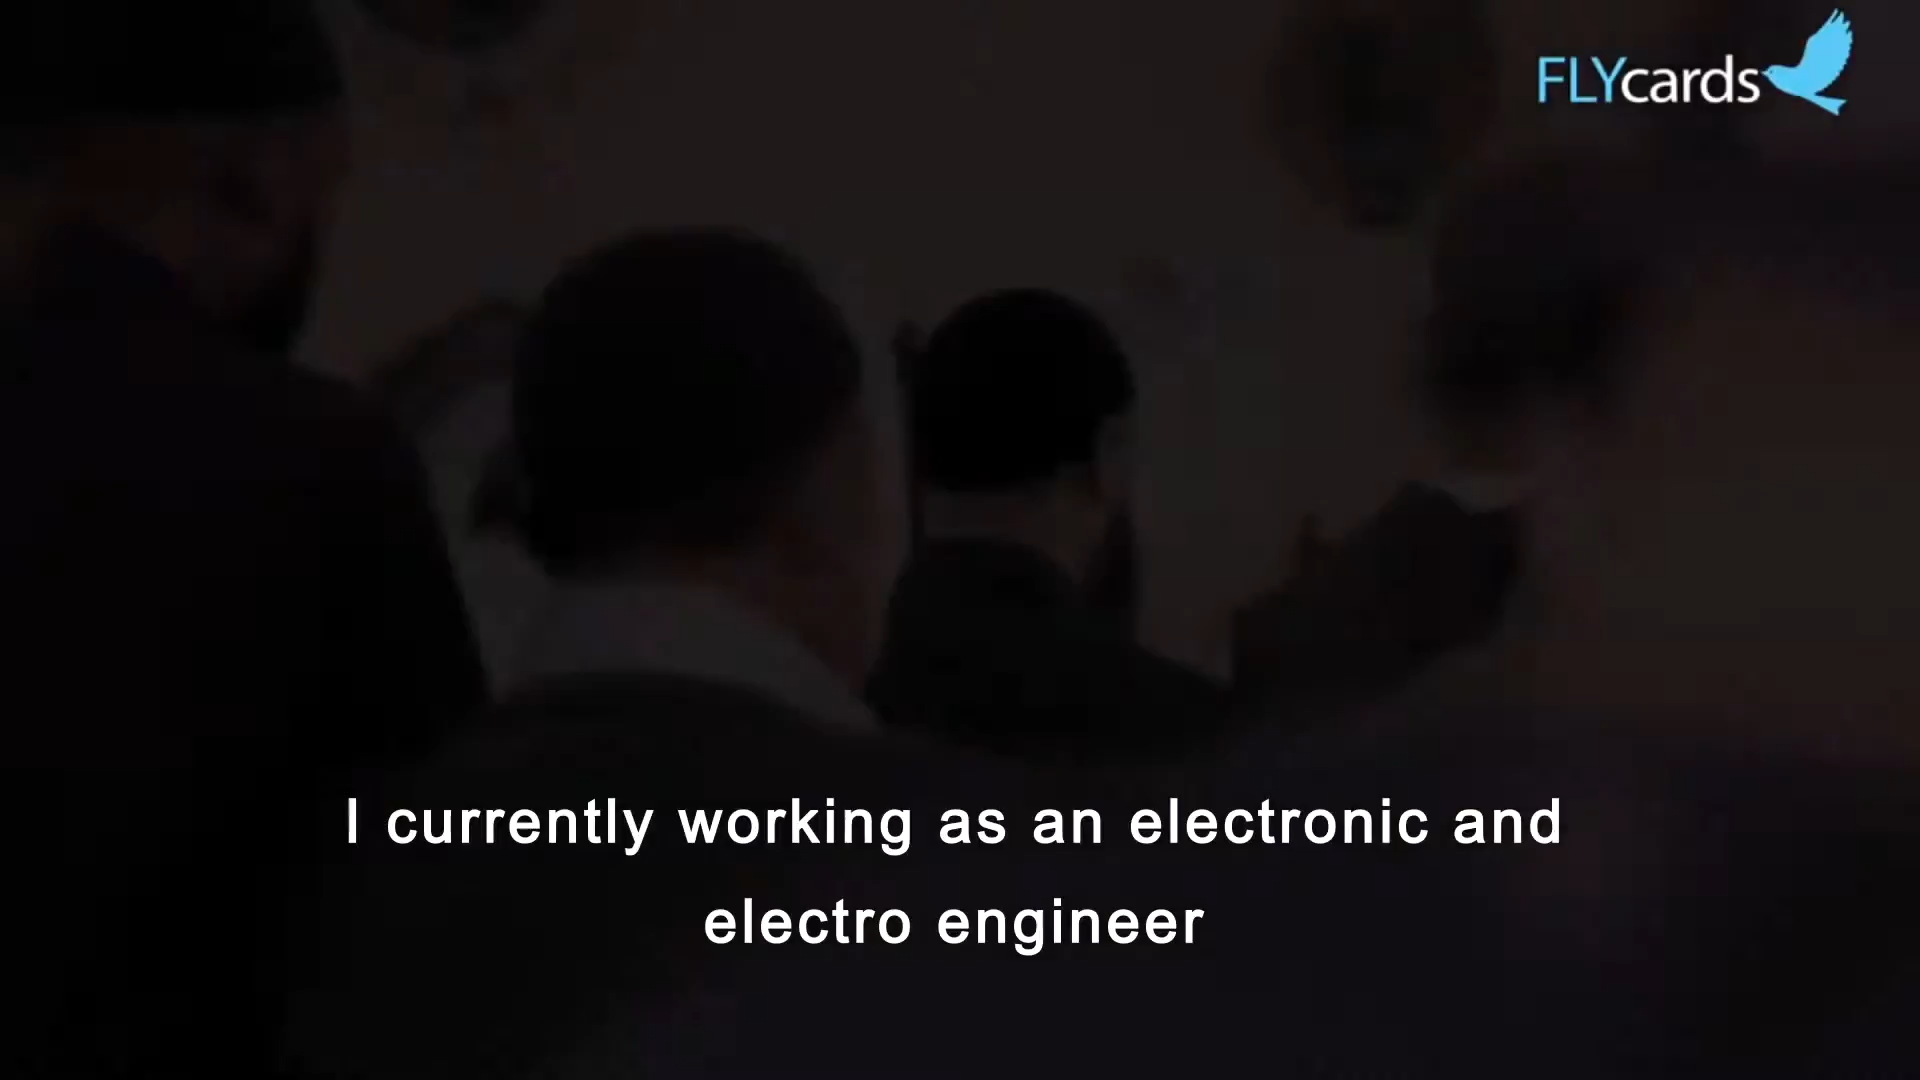 FLYcards
I currently working as an electronic and
electro engineer